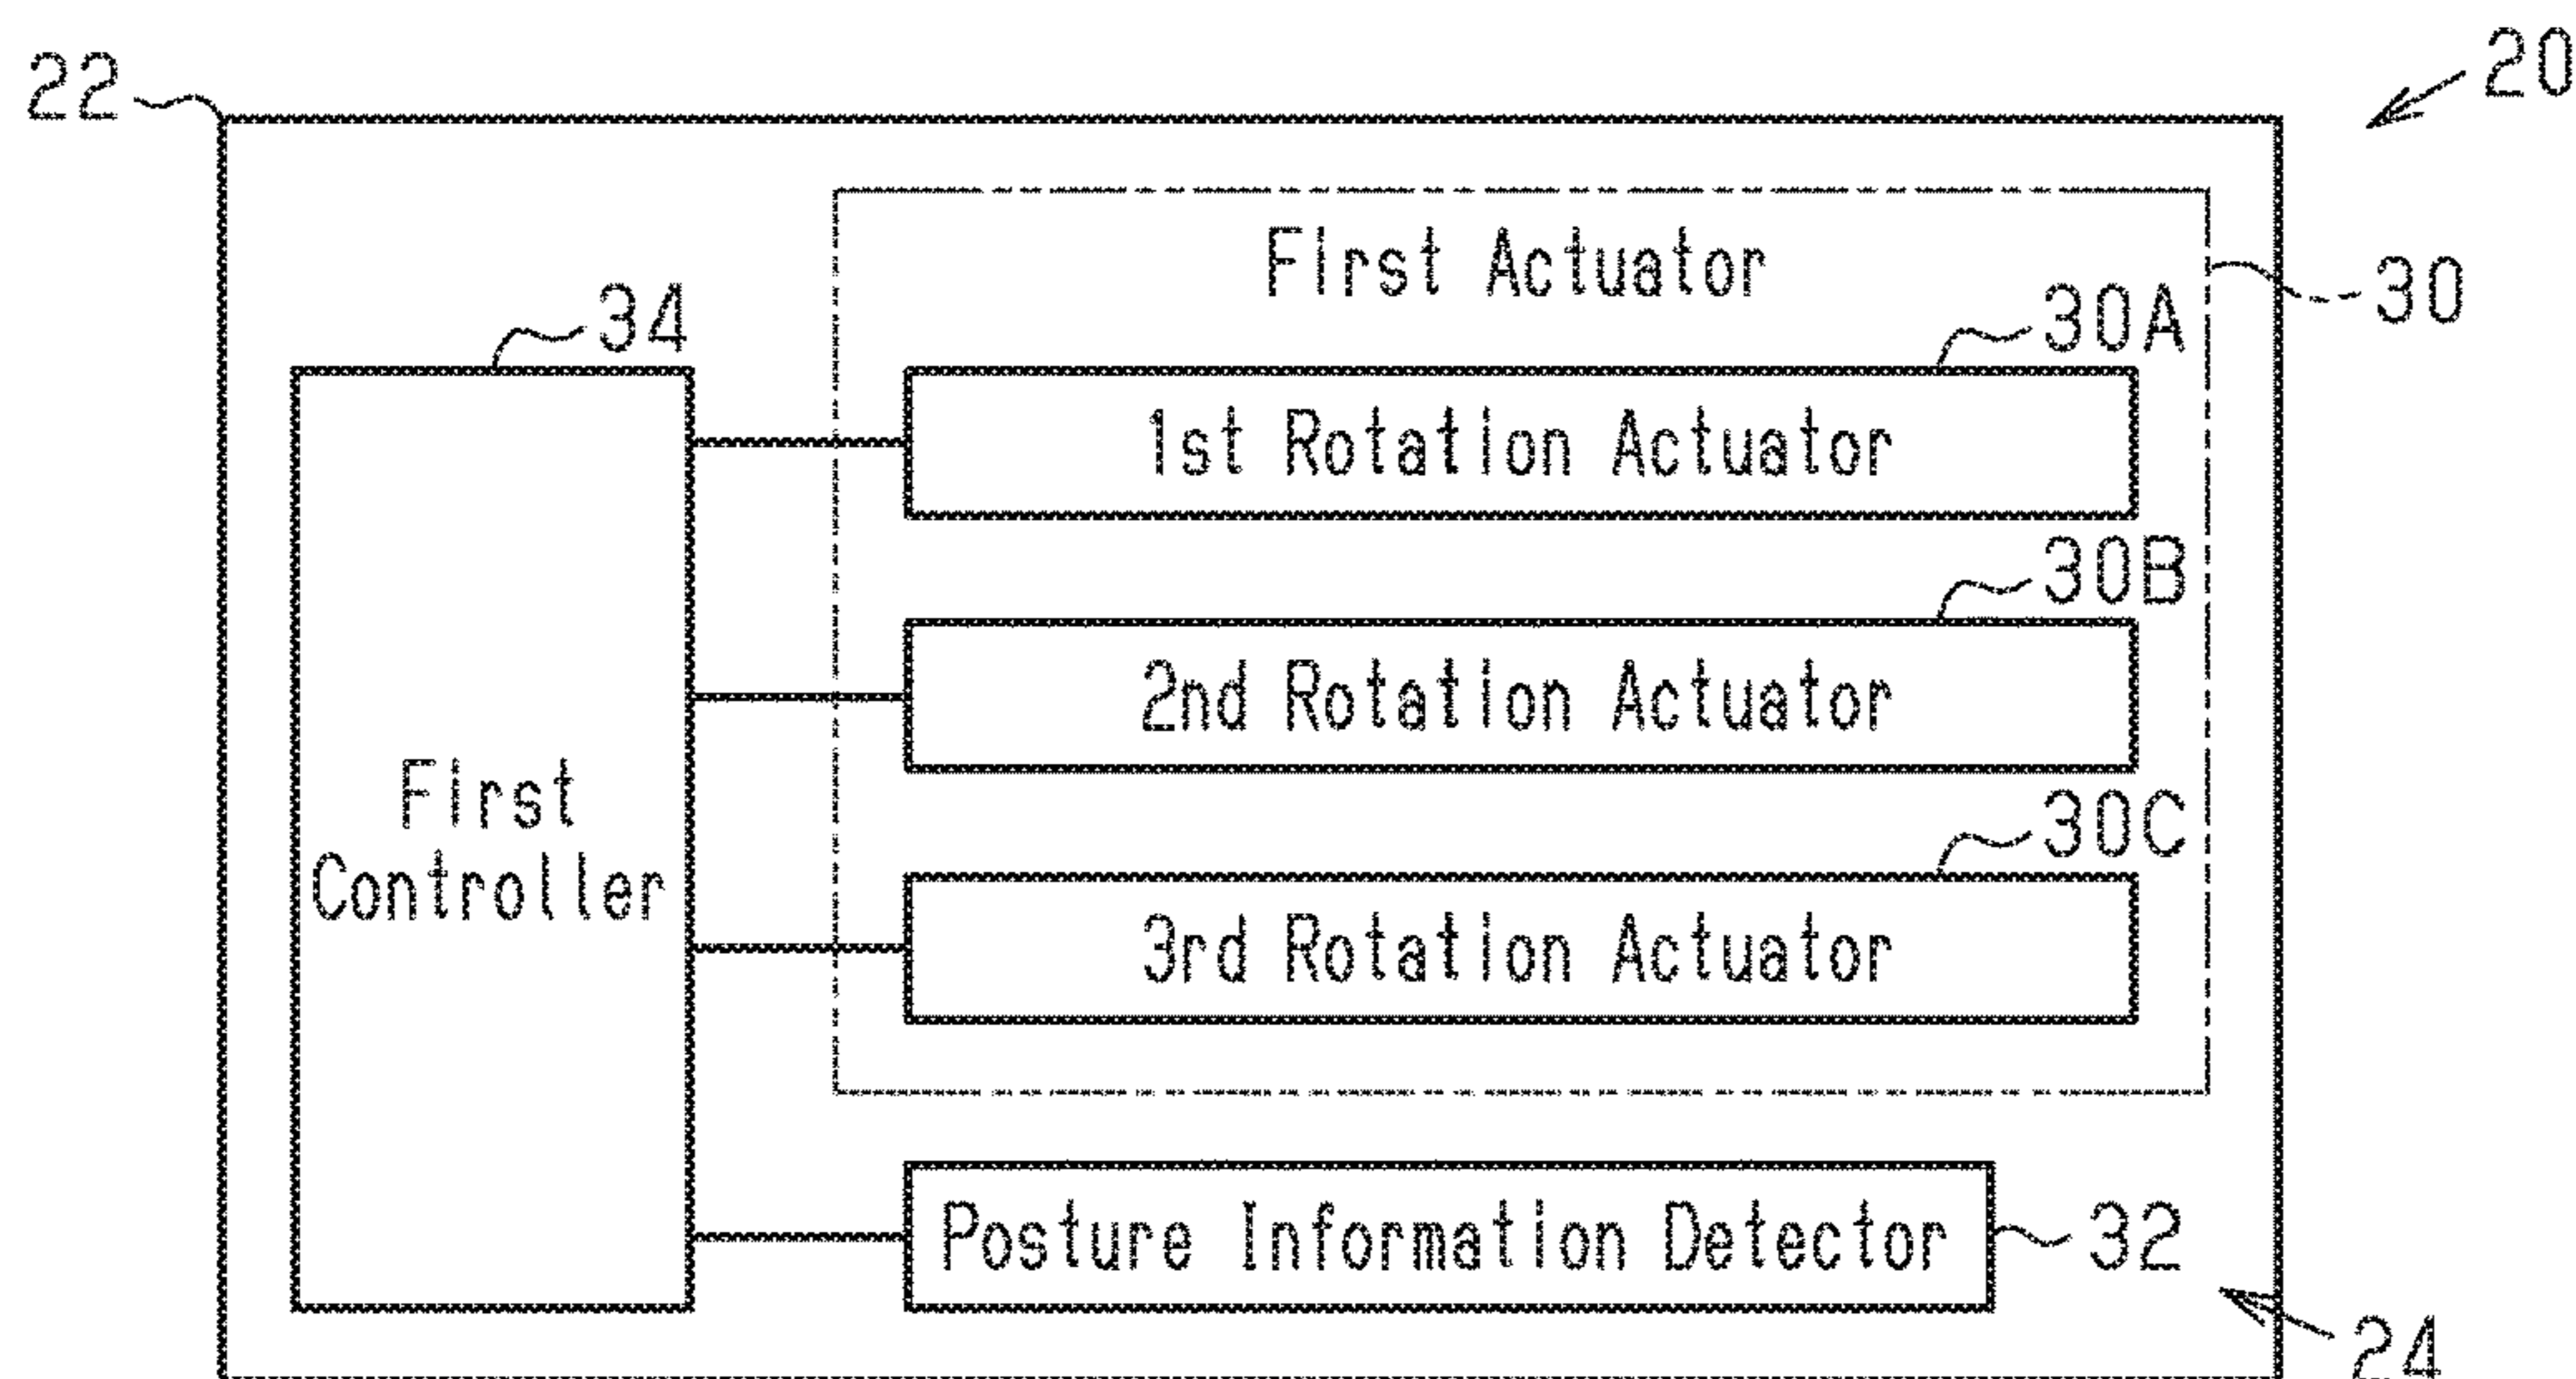 20
22
First Actuator
30
34
30A
1st Rotation Actuator
30B
2nd Rotation Actuator
First
Controller
30C
3rd Rotation Actuator
Posture Information Detector
32
24